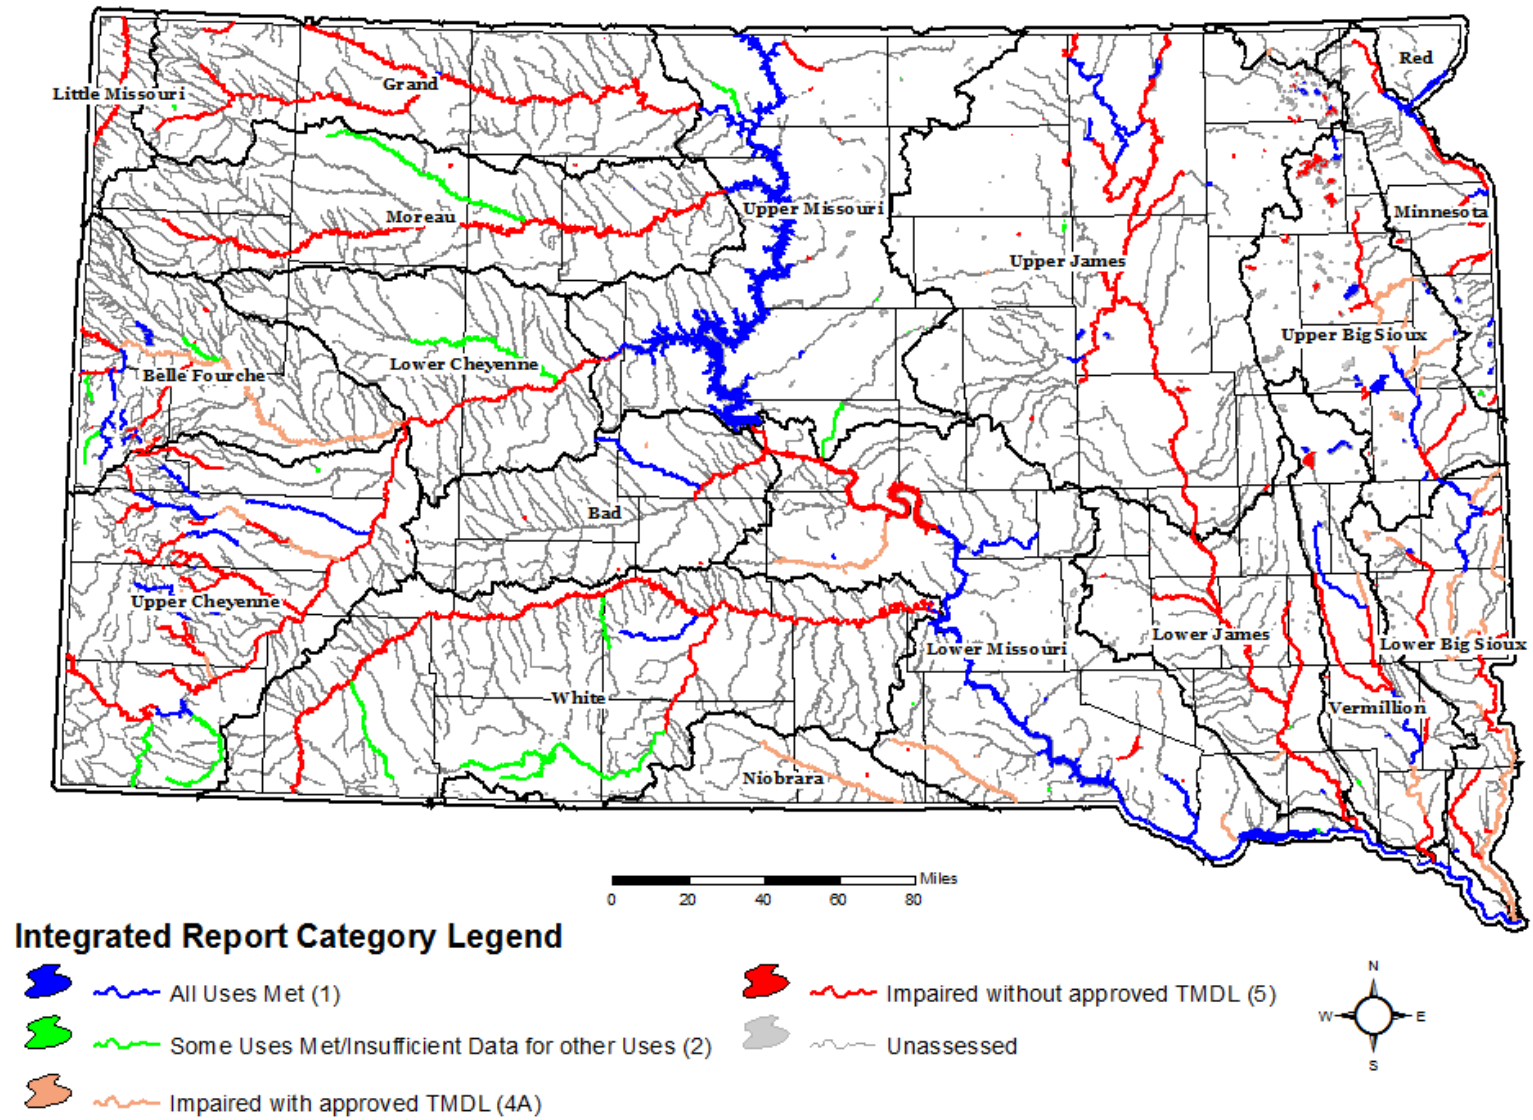 Red
Grand
Little Missouri
Moreau
Upper Missouri
Minnesota
Upper James
Upper Big Sioux
Lower Cheyenne
Belle Fourche
Bad
Upper Cheyenne
Lower James
Lower Missouri
Lower Big Sioux
White
Vermillion
Niobrara
Miles
0 20 40 60 80
Integrated Report Category Legend
All Uses Met (1)
Impaired without approved TMDL (5)
Some Uses Met/Insufficient Data for other Uses (2)
Unassessed
Impaired with approved TMDL (4A)
N
W E
S